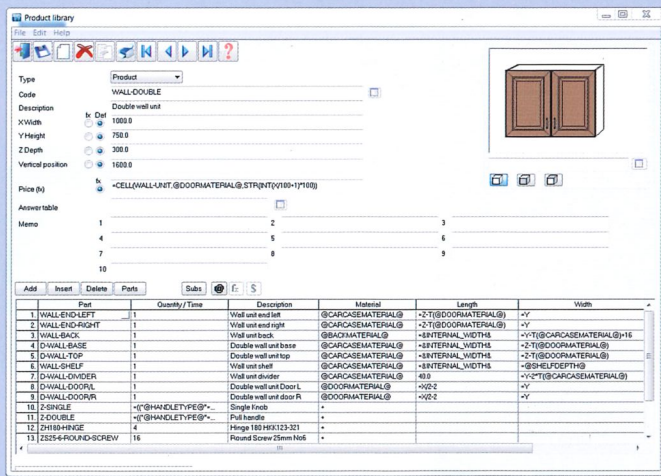 Product library
File Edit Help
Type Product
Code WALL-DOUBLE
Description Double wall unit
fx Def
X Width 1000.0
Y Height 750.0
Z Depth 300.0
Vertical position 1600.0
fx
Price (fx) =CELL(WALL-UNIT,@DOORMATERIAL@,STR(INT(X/100+1)*100))
Answer table
Memo 1 2 3
4 5 6
7 8 9
10
Add Insert Delete Parts Subs @ fx $
Part Quantity / Time Description Material Length Width
1. WALL-END-LEFT 1 Wall unit end left @CARCASEMATERIAL@ =Z-T(@DOORMATERIAL@) =Y
2. WALL-END-RIGHT 1 Wall unit end right @CARCASEMATERIAL@ =Z-T(@DOORMATERIAL@) =Y
3. WALL-BACK 1 Wall unit back @BACKMATERIAL@ =&INTERNAL_WIDTH& =Y-T(@CARCASEMATERIAL@)+16
4. D-WALL-BASE 1 Double wall unit base @CARCASEMATERIAL@ =&INTERNAL_WIDTH& =Z-T(@DOORMATERIAL@)
5. D-WALL-TOP 1 Double wall unit top @CARCASEMATERIAL@ =&INTERNAL_WIDTH& =Z-T(@DOORMATERIAL@)
6. WALL-SHELF 1 Wall unit shelf @CARCASEMATERIAL@ =&INTERNAL_WIDTH& =@SHELFDEPTH@
7. D-WALL-DIVIDER 1 Wall unit divider @CARCASEMATERIAL@ 40.0 =Y-2*T(@CARCASEMATERIAL@)
8. D-WALL-DOOR/L 1 Double wall unit Door L @DOORMATERIAL@ =X/2-2 =Y
9. D-WALL-DOOR/R 1 Double wall unit door R @DOORMATERIAL@ =X/2-2 =Y
10. Z-SINGLE =(("@HANDLETYPE@"=... Single Knob *
11. Z-DOUBLE =(("@HANDLETYPE@"=... Pull handle *
12. ZH180-HINGE 4 Hinge 180 HKK123-321 *
13. ZS25-6-ROUND-SCREW 16 Round Screw 25mm No6 *